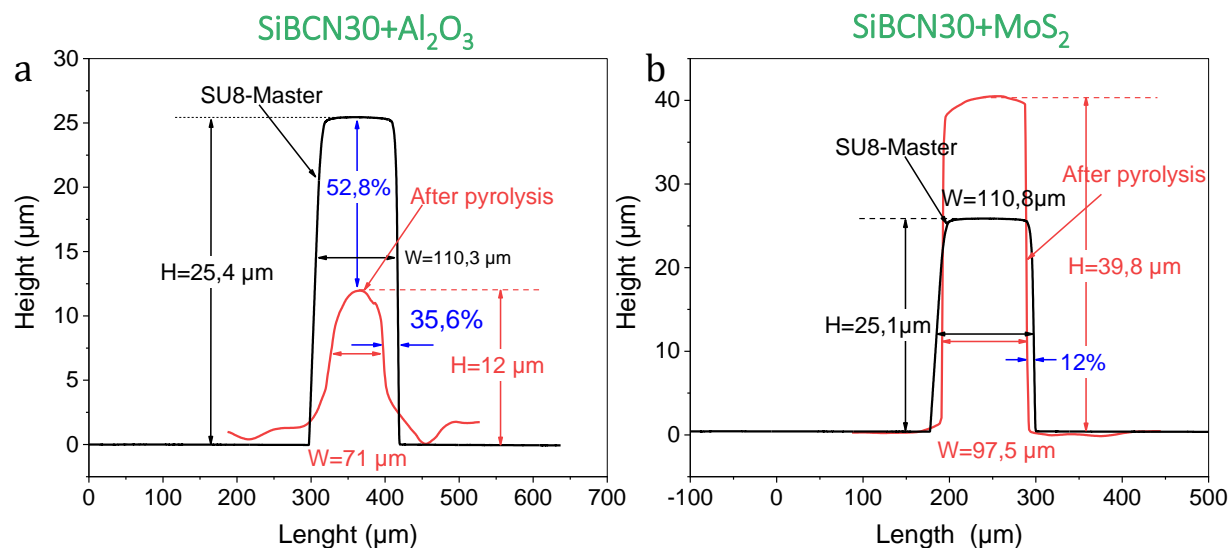 SiBCN30+Al₂O₃
a
30
25
20
15
10
5
0
Height (µm)
SU8-Master
52,8%
After pyrolysis
W=110,3 µm
H=25,4 µm
35,6%
H=12 µm
W=71 µm
0 100 200 300 400 500 600 700
Lenght (µm)
SiBCN30+MoS₂
b
40
30
20
10
0
Height (µm)
SU8-Master
After pyrolysis
W=110,8µm
H=39,8 µm
H=25,1µm
12%
W=97,5 µm
-100 0 100 200 300 400 500
Length (µm)